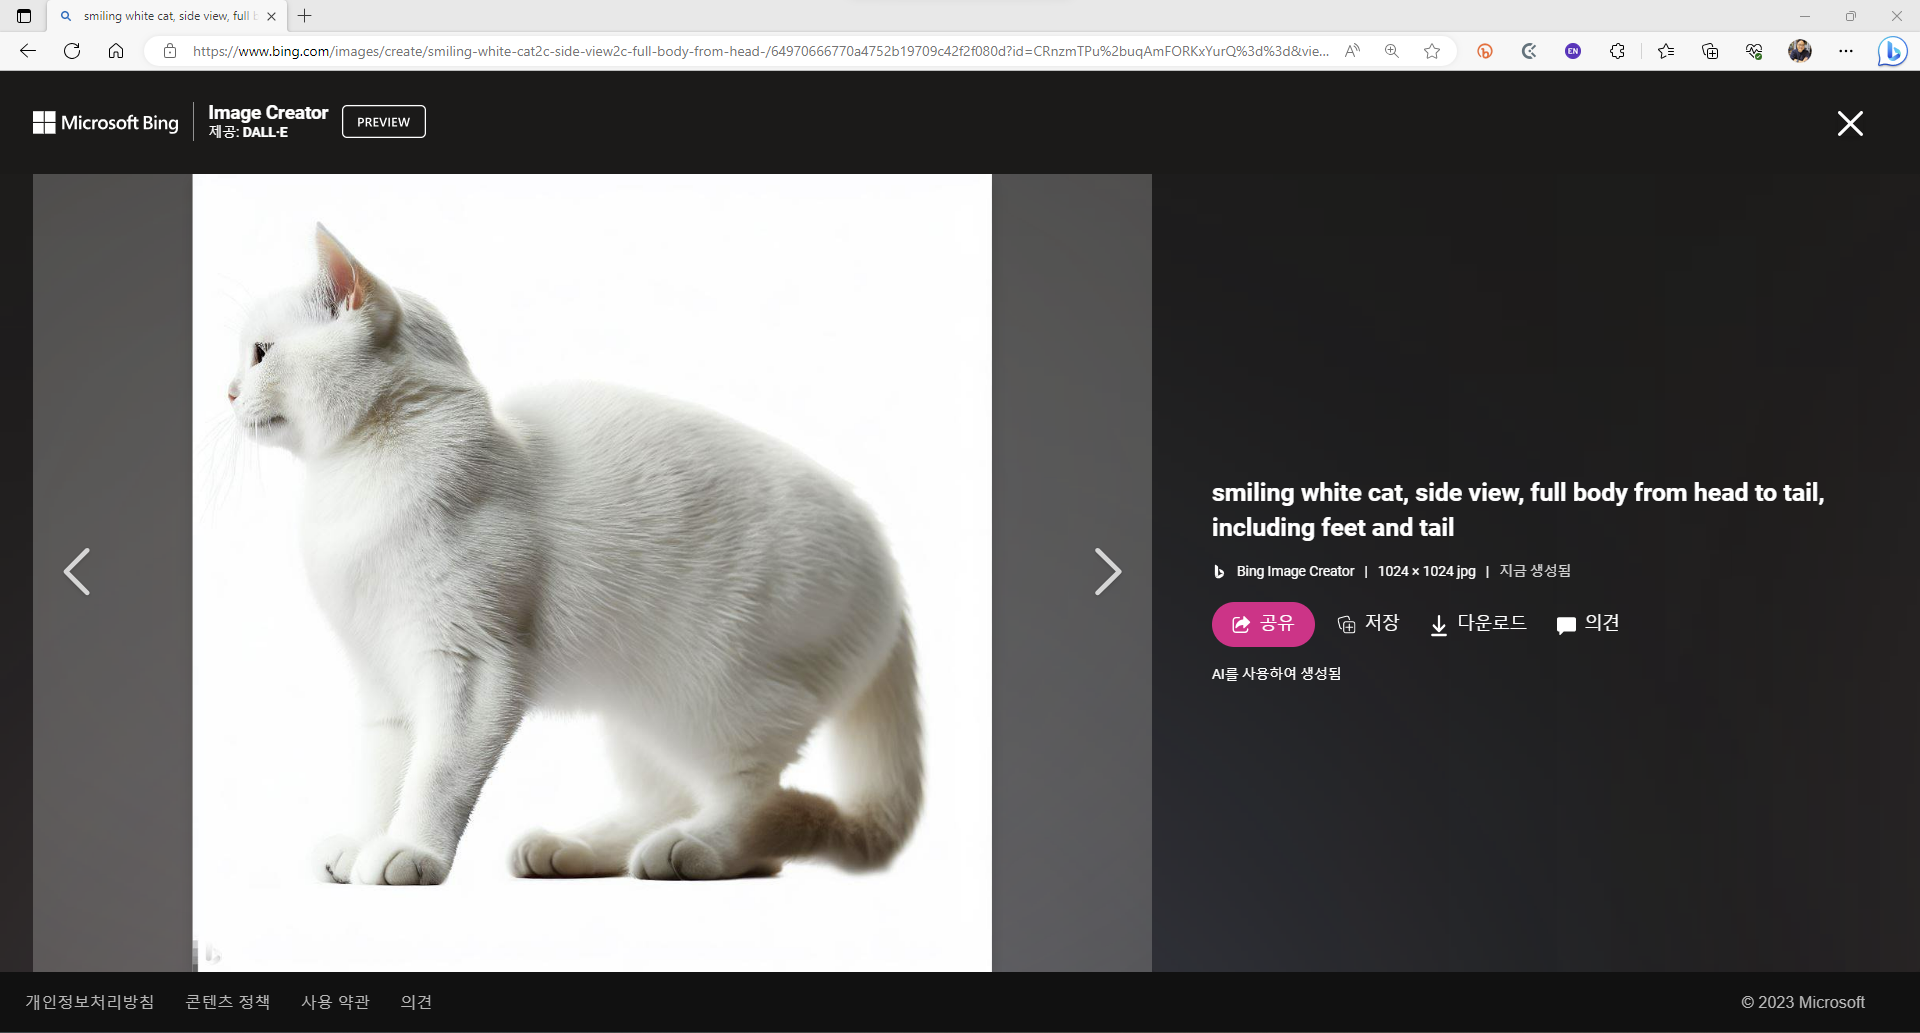 smiling white cat, side view, full b
https://www.bing.com/images/create/smiling-white-cat2c-side-view2c-full-body-from-head-/64970666770a4752b19709c42f2f080d?id=CRnzmTPu%2buqAmFORKxYurQ%3d%3d&vie...
EN
Microsoft Bing
Image Creator
제공: DALL·E
PREVIEW
smiling white cat, side view, full body from head to tail,
including feet and tail
Bing Image Creator | 1024 × 1024 jpg | 지금 생성됨
공유 저장 다운로드 의견
AI를 사용하여 생성됨
개인정보처리방침 콘텐츠 정책 사용 약관 의견
© 2023 Microsoft